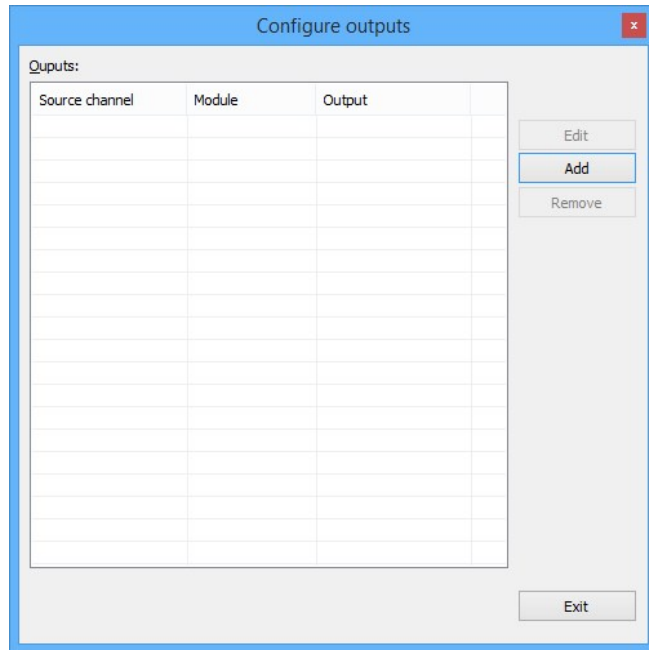 Configure outputs
x
Ouputs:
Source channel Module Output
Edit
Add
Remove
Exit